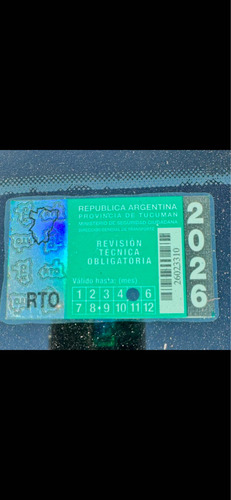 REPUBLICA ARGENTINA
PROVINCIA DE TUCUMAN
MINISTERIO DE SEGURIDAD CIUDADANA
REVISIÓN
TECNICA
OBLIGATORIA
Válido hasta: (mes)
1 2 3 4 6
7 8 9 10 11 12
RTO
26023310
2026